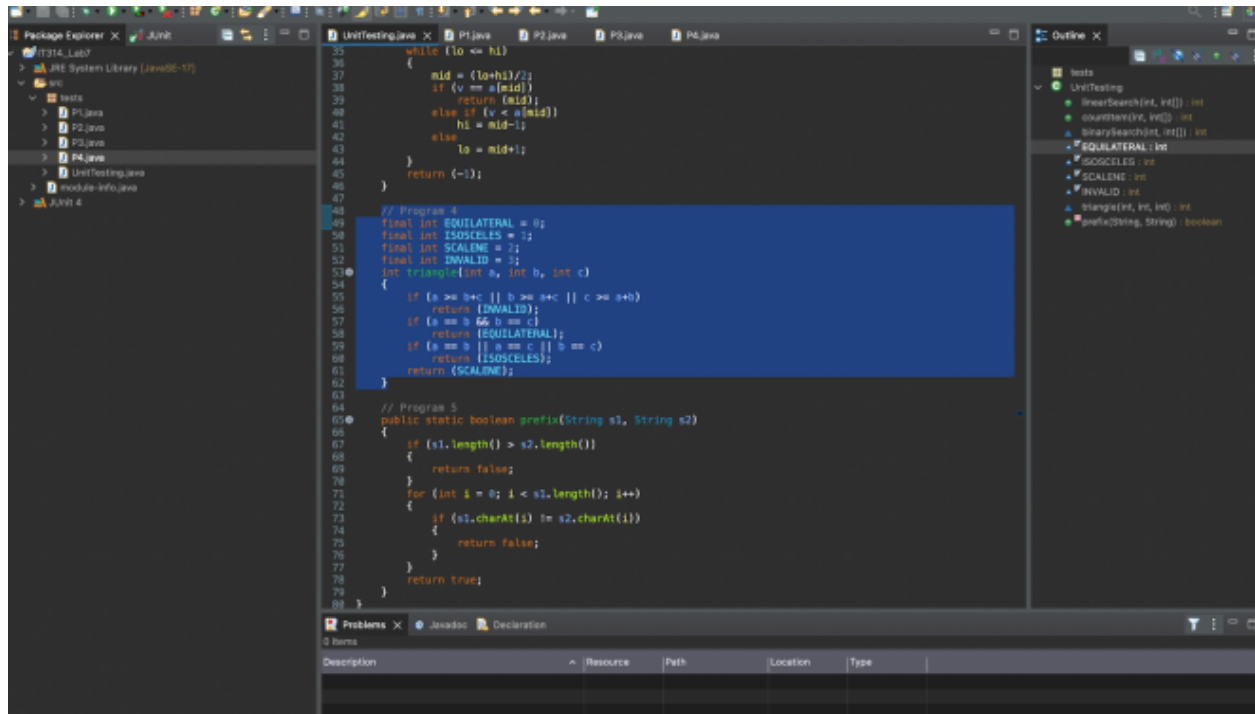 Package Explorer
JUnit
IT314_Lab7
JRE System Library [JavaSE-17]
src
tests
P1.java
P2.java
P3.java
P4.java
UnitTesting.java
module-info.java
JUnit 4
UnitTesting.java
P1.java
P2.java
P3.java
P4.java
35 while (lo <= hi)
36 {
37 mid = (lo+hi)/2;
38 if (v == a[mid])
39 return (mid);
40 else if (v < a[mid])
41 hi = mid-1;
42 else
43 lo = mid+1;
44 }
45 return (-1);
46 }
47
48 // Program 4
49 final int EQUILATERAL = 0;
50 final int ISOSCELES = 1;
51 final int SCALENE = 2;
52 final int INVALID = 3;
53 int triangle(int a, int b, int c)
54 {
55 if (a >= b+c || b >= a+c || c >= a+b)
56 return (INVALID);
57 if (a == b && b == c)
58 return (EQUILATERAL);
59 if (a == b || a == c || b == c)
60 return (ISOSCELES);
61 return (SCALENE);
62 }
63
64 // Program 5
65 public static boolean prefix(String s1, String s2)
66 {
67 if (s1.length() > s2.length())
68 {
69 return false;
70 }
71 for (int i = 0; i < s1.length(); i++)
72 {
73 if (s1.charAt(i) != s2.charAt(i))
74 {
75 return false;
76 }
77 }
78 return true;
79 }
80 }
Outline
tests
UnitTesting
linearSearch(int, int[]) : int
countItem(int, int[]) : int
binarySearch(int, int[]) : int
EQUILATERAL : int
ISOSCELES : int
SCALENE : int
INVALID : int
triangle(int, int, int) : int
prefix(String, String) : boolean
Problems
Javadoc
Declaration
0 items
Description
Resource
Path
Location
Type